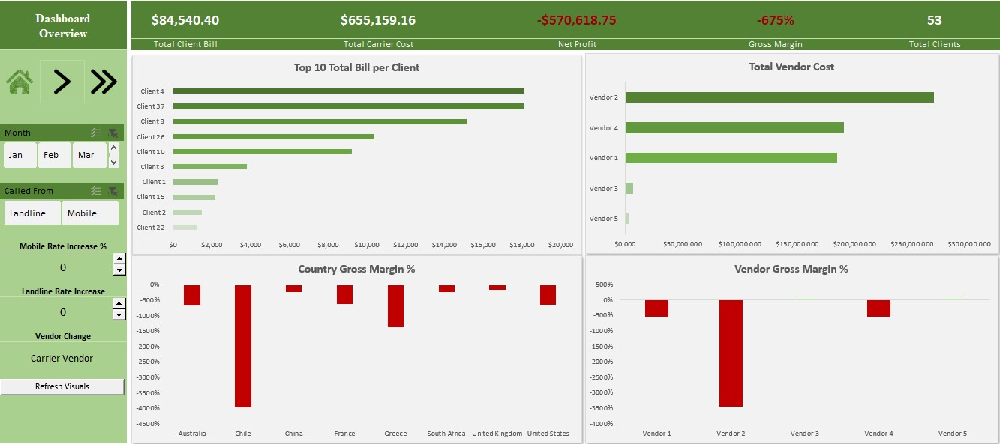 Dashboard
Overview
$84,540.40
$655,159.16
-$570,618.75
-675%
53
Total Client Bill
Total Carrier Cost
Net Profit
Gross Margin
Total Clients
Month
Jan
Feb
Mar
Called From
Landline
Mobile
Mobile Rate Increase %
0
Landline Rate Increase
0
Vendor Change
Carrier Vendor
Refresh Visuals
Top 10 Total Bill per Client
Client 4
Client 37
Client 8
Client 26
Client 10
Client 3
Client 1
Client 15
Client 2
Client 22
$0 $2,000 $4,000 $6,000 $8,000 $10,000 $12,000 $14,000 $16,000 $18,000 $20,000
Total Vendor Cost
Vendor 2
Vendor 4
Vendor 1
Vendor 3
Vendor 5
$0.000 $50,000.000 $100,000.000 $150,000.000 $200,000.000 $250,000.000 $300,000.000
Country Gross Margin %
0%
-500%
-1000%
-1500%
-2000%
-2500%
-3000%
-3500%
-4000%
-4500%
Australia Chile China France Greece South Africa United Kingdom United States
Vendor Gross Margin %
500%
0%
-500%
-1000%
-1500%
-2000%
-2500%
-3000%
-3500%
-4000%
Vendor 1 Vendor 2 Vendor 3 Vendor 4 Vendor 5